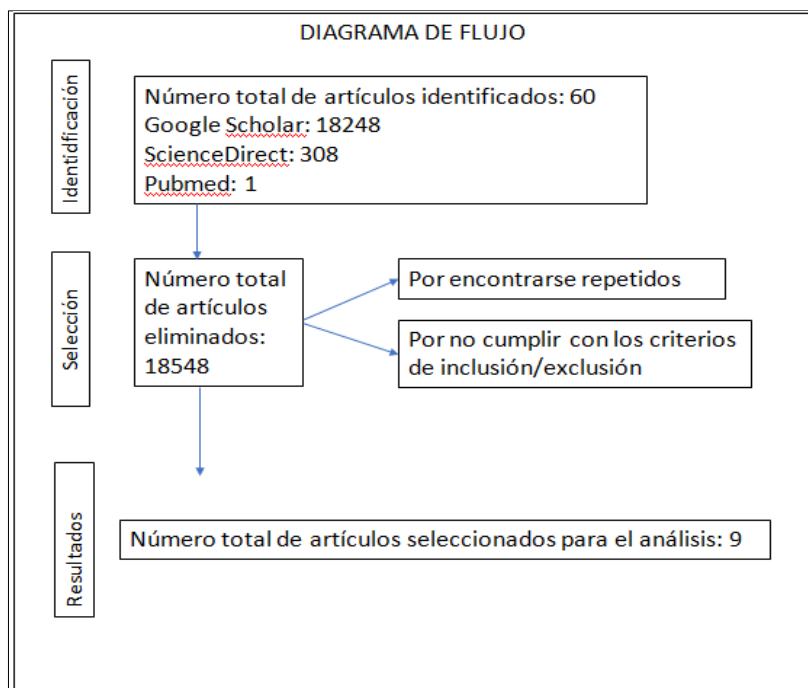 DIAGRAMA DE FLUJO
Identidficación
Número total de artículos identificados: 60
Google Scholar: 18248
ScienceDirect: 308
Pubmed: 1
Selección
Número total
de artículos
eliminados:
18548
Por encontrarse repetidos
Por no cumplir con los criterios
de inclusión/exclusión
Resultados
Número total de artículos seleccionados para el análisis: 9